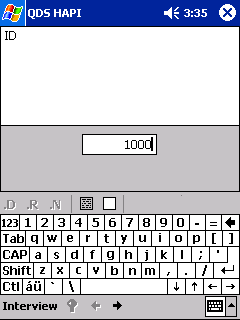 QDS HAPI 3:35
ID
1000
.D .R .N
123 1 2 3 4 5 6 7 8 9 0 - =
Tab q w e r t y u i o p [ ]
CAP a s d f g h j k l ; '
Shift z x c v b n m , . /
Ctl áü ` \
Interview ?